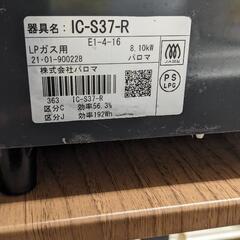 器具名: IC-S37-R
E1-4-16
LPガス用 8.10kW
21·01-900228 パロマ
株式会社パロマ
PS
LPG
363 IC-S37-R
区分C 効率56.3%
区分J 効率192Wh